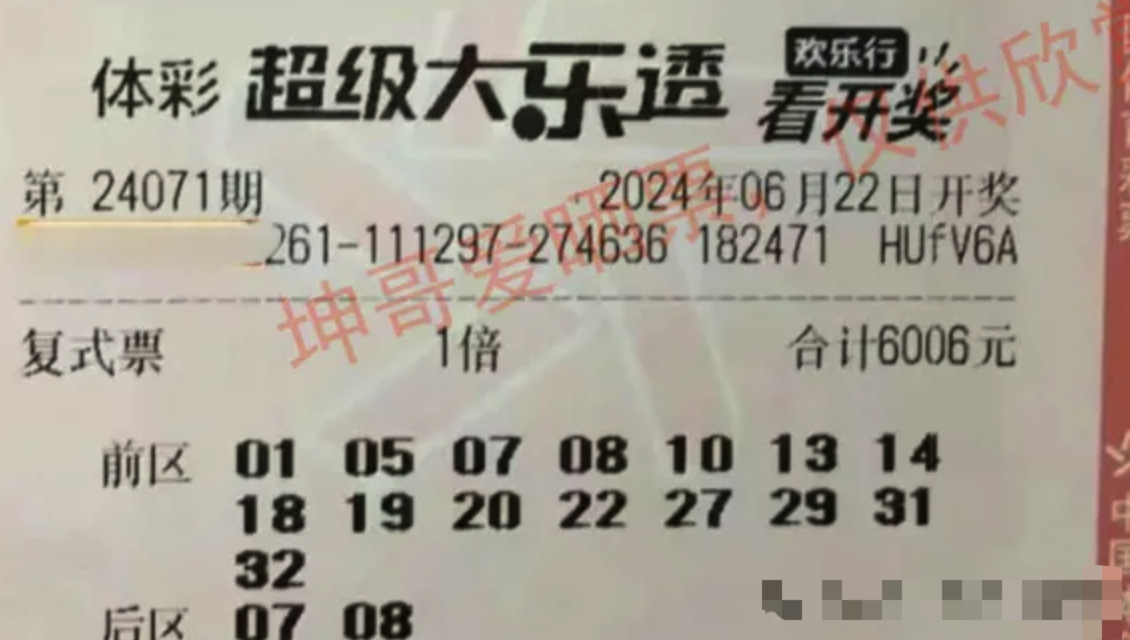 体彩 超级大乐透 欢乐行 看开奖
第 24071期 2024年06月22日开奖
261-111297-274636 182471 HUfV6A
坤哥爱晒票,仅供欣赏
复式票 1倍 合计6006元
前区 01 05 07 08 10 13 14
18 19 20 22 27 29 31
32
后区 07 08
中国